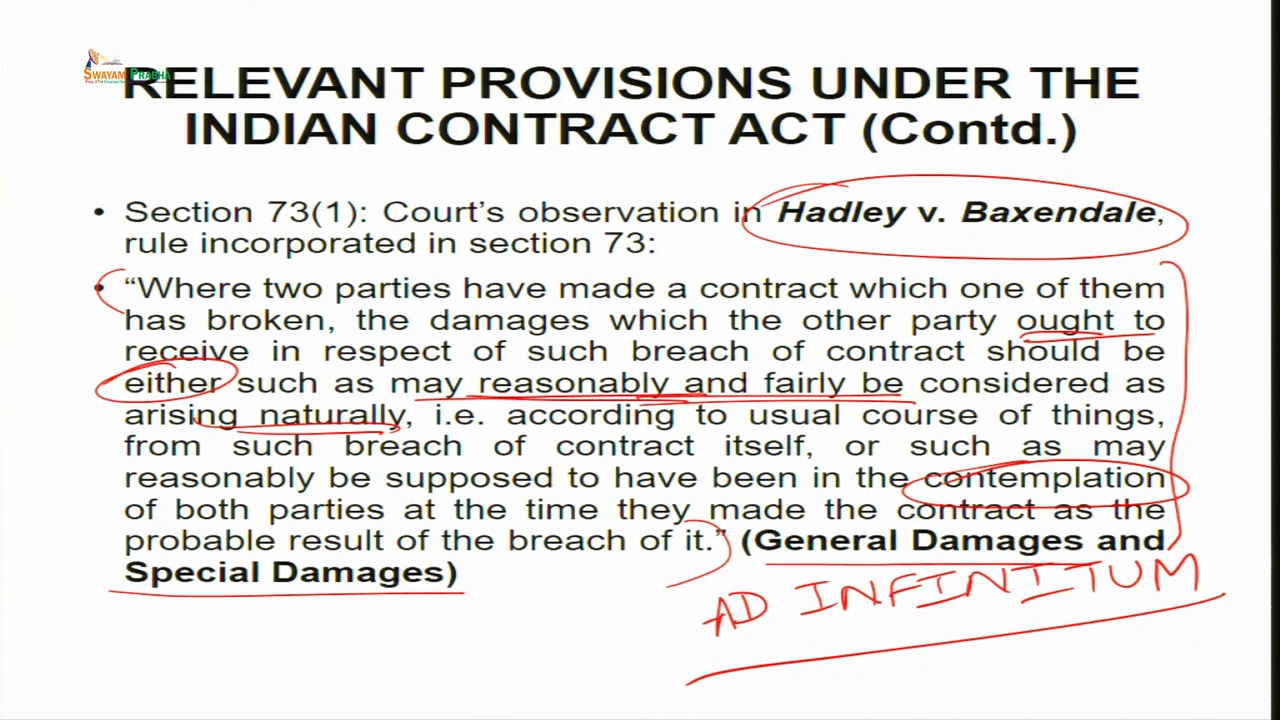 SWAYAM PRABHA
RELEVANT PROVISIONS UNDER THE
INDIAN CONTRACT ACT (Contd.)
• Section 73(1): Court's observation in Hadley v. Baxendale,
rule incorporated in section 73:
• “Where two parties have made a contract which one of them
has broken, the damages which the other party ought to
receive in respect of such breach of contract should be
either such as may reasonably and fairly be considered as
arising naturally, i.e. according to usual course of things,
from such breach of contract itself, or such as may
reasonably be supposed to have been in the contemplation
of both parties at the time they made the contract as the
probable result of the breach of it.” (General Damages and
Special Damages)
AD INFINITUM